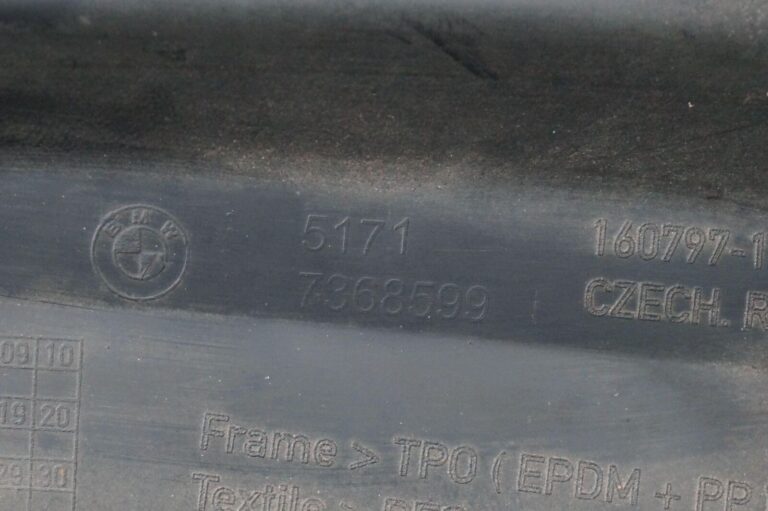 BMW
5171
7368599
160797-1
CZECH. R
09 10
19 20
29 30
Frame > TPO (EPDM + PP
Textile >